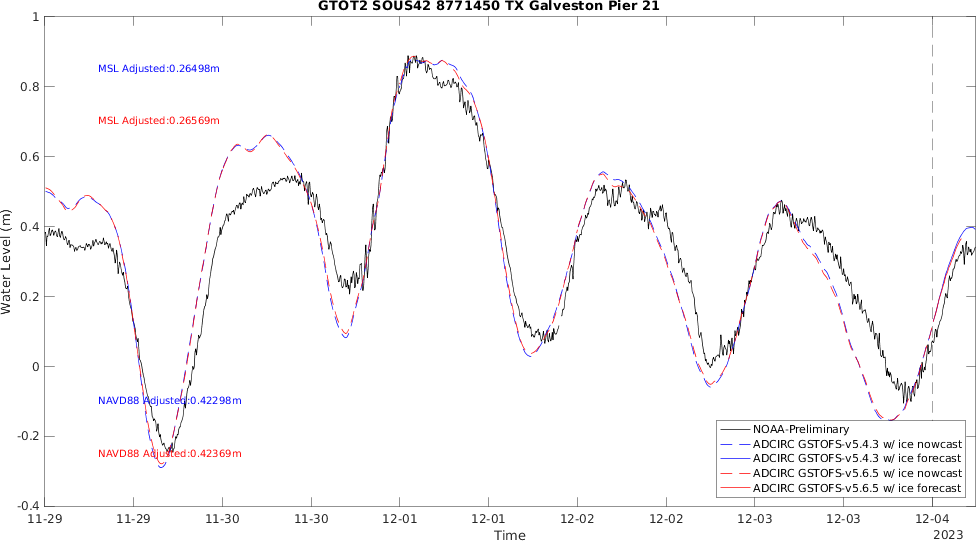 GTOT2 SOUS42 8771450 TX Galveston Pier 21
1
0.8
0.6
0.4
0.2
0
-0.2
-0.4
Water Level (m)
MSL Adjusted:0.26498m
MSL Adjusted:0.26569m
NAVD88 Adjusted:0.42298m
NAVD88 Adjusted:0.42369m
NOAA-Preliminary
ADCIRC GSTOFS-v5.4.3 w/ ice nowcast
ADCIRC GSTOFS-v5.4.3 w/ ice forecast
ADCIRC GSTOFS-v5.6.5 w/ ice nowcast
ADCIRC GSTOFS-v5.6.5 w/ ice forecast
11-29 11-29 11-30 11-30 12-01 12-01 12-02 12-02 12-03 12-03 12-04
2023
Time